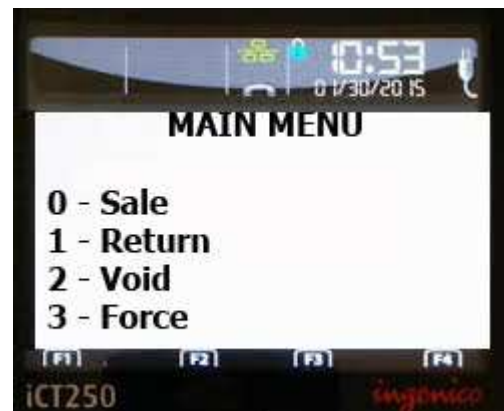 10:53
01/30/2015
MAIN MENU
0 - Sale
1 - Return
2 - Void
3 - Force
F1 F2 F3 F4
iCT250 ingenico